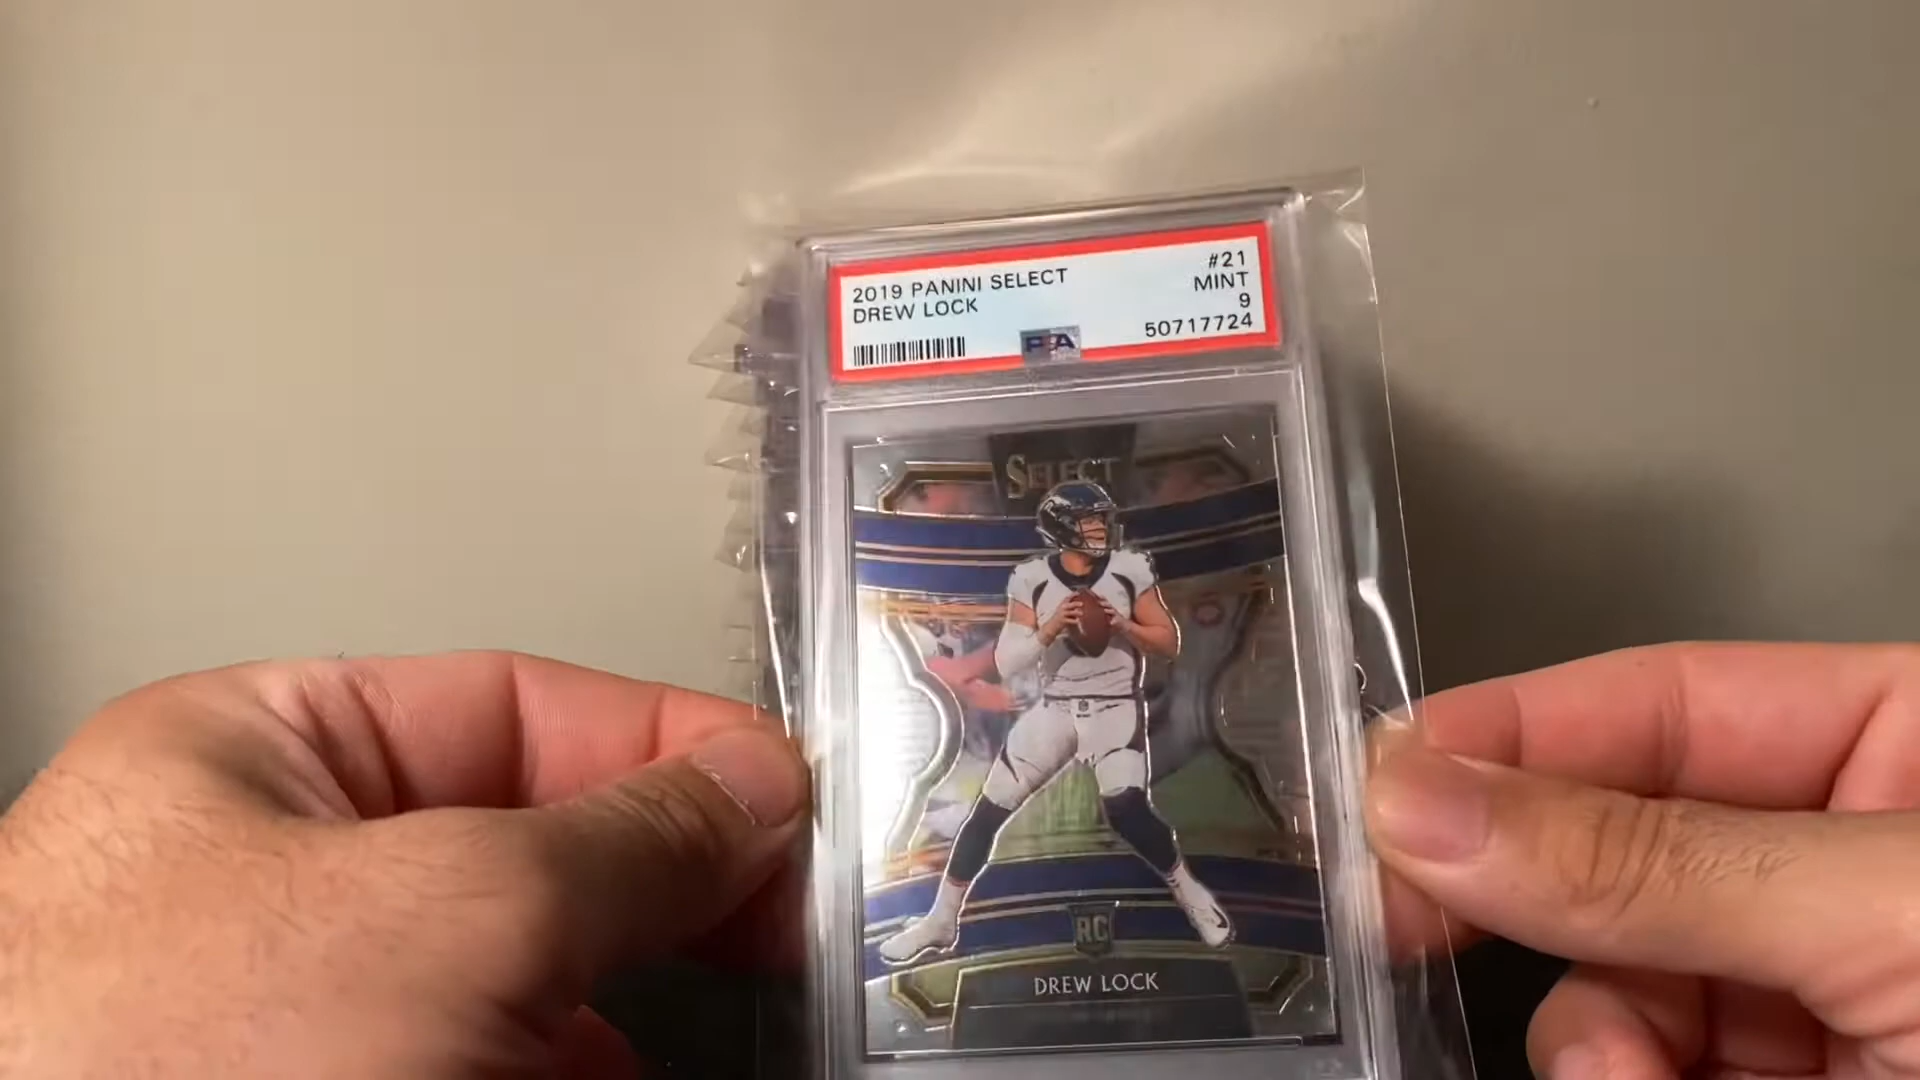 2019 PANINI SELECT
DREW LOCK
#21
MINT
9
50717724
PSA
SELECT
RC
DREW LOCK